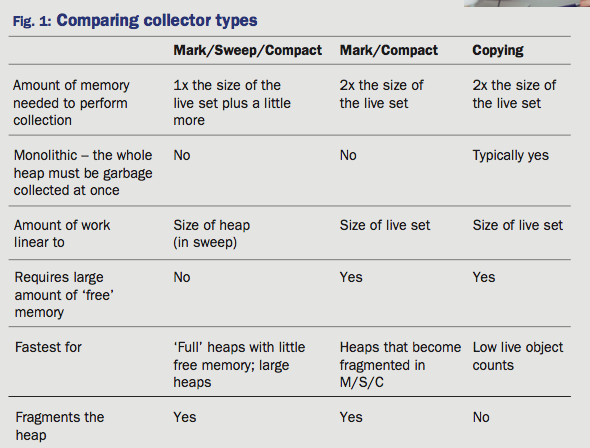 Fig. 1: Comparing collector types
Mark/Sweep/Compact Mark/Compact Copying
Amount of memory 1x the size of the 2x the size of 2x the size of
needed to perform live set plus a little the live set the live set
collection more
Monolithic – the whole No No Typically yes
heap must be garbage
collected at once
Amount of work Size of heap Size of live set Size of live set
linear to (in sweep)
Requires large No Yes Yes
amount of ‘free’
memory
Fastest for ‘Full’ heaps with little Heaps that become Low live object
free memory; large fragmented in counts
heaps M/S/C
Fragments the Yes Yes No
heap